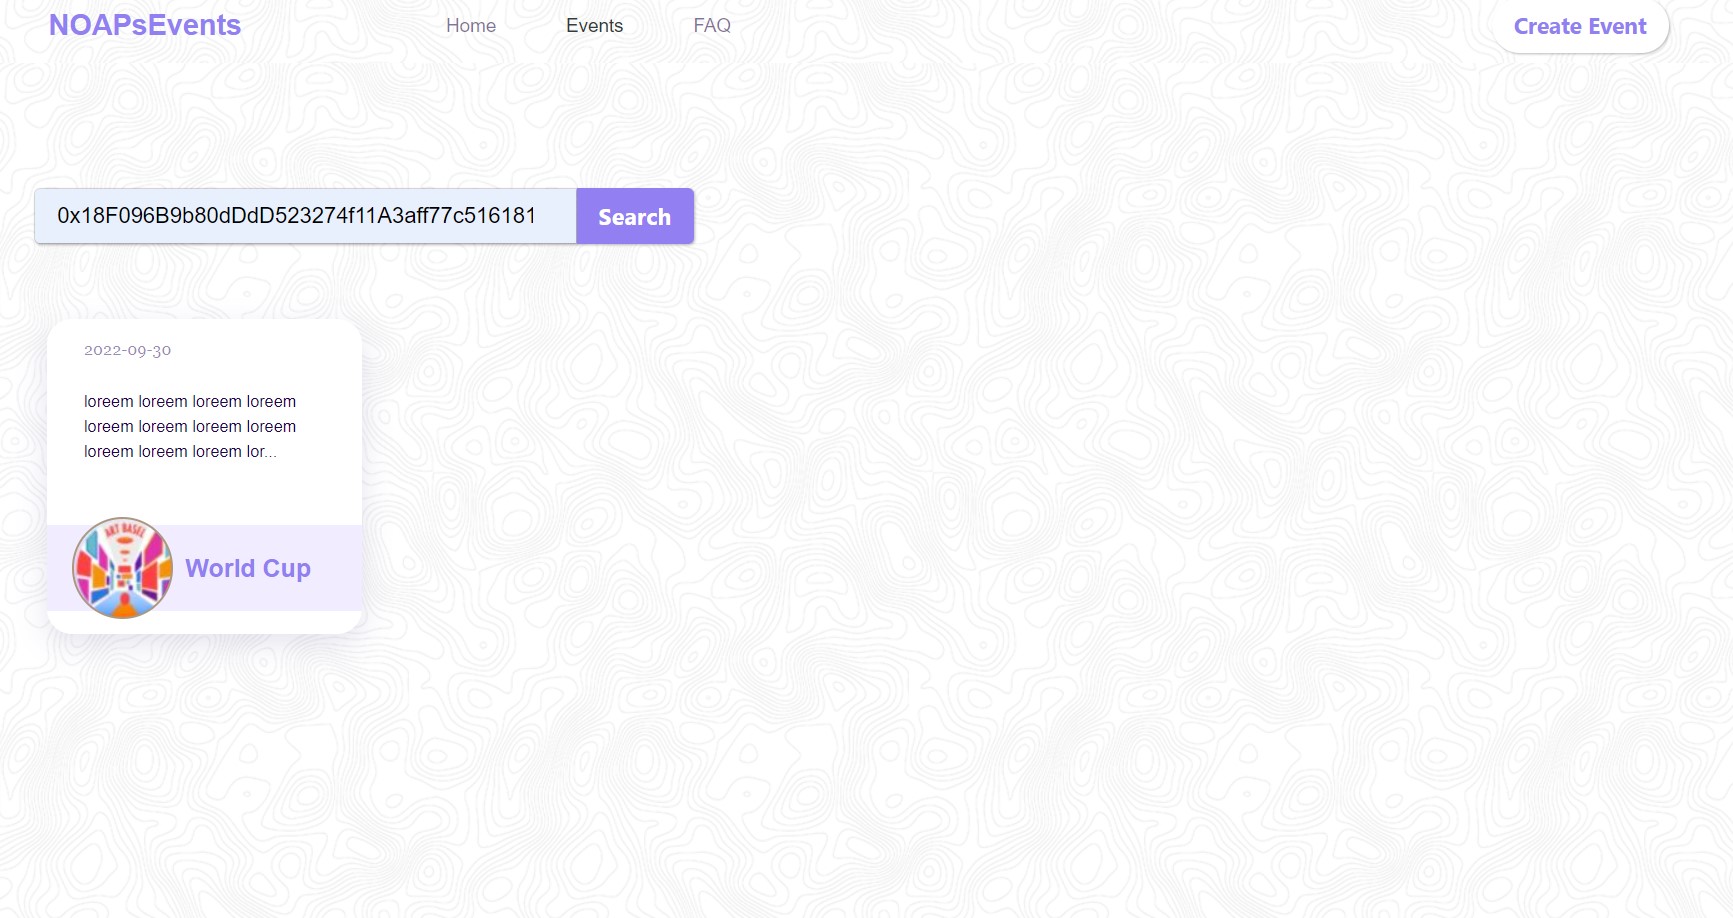 NOAPsEvents
Home
Events
FAQ
Create Event
0x18F096B9b80dDdD523274f11A3aff77c516181
Search
2022-09-30
loreem loreem loreem loreem
loreem loreem loreem loreem
loreem loreem loreem lor...
ART BASEL
World Cup